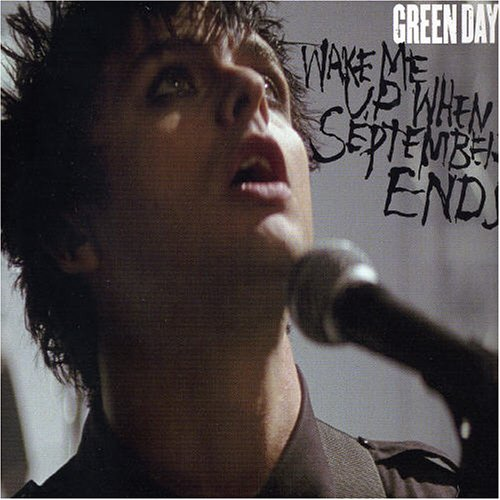 GREEN DAY
WAKE ME
UP WHEN
SEPTEMBER
ENDS